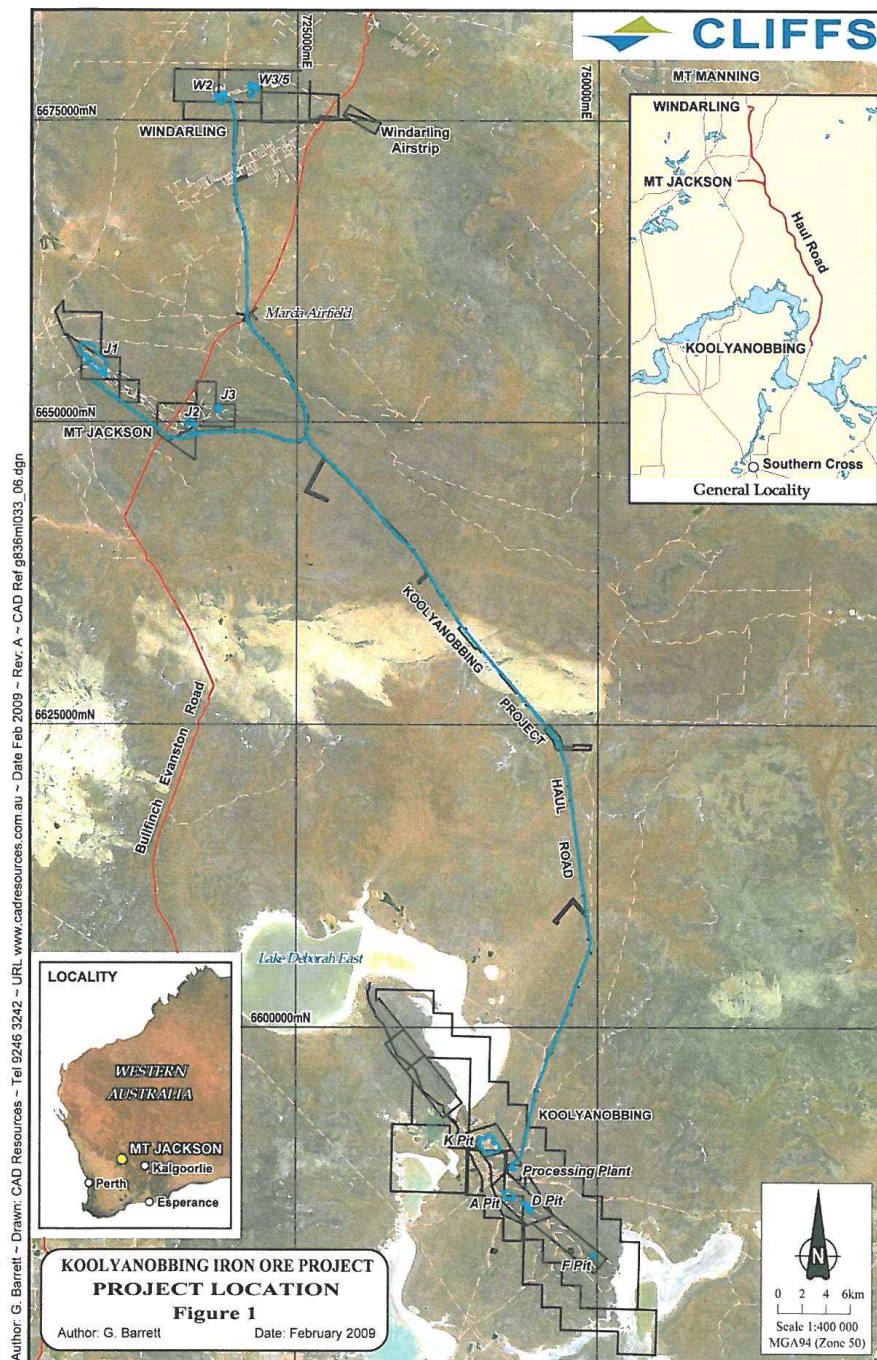 CLIFFS
725000mE
750000mE
MT MANNING
W2
W3/5
6675000mN
WINDARLING
Windarling
Airstrip
WINDARLING
MT JACKSON
Haul Road
KOOLYANOBBING
Southern Cross
General Locality
Marda Airfield
J1
J3
J2
6650000mN
MT JACKSON
KOOLYANOBBING
PROJECT
HAUL
ROAD
6625000mN
Bullfinch Evanston Road
Lake Deborah East
6600000mN
LOCALITY
WESTERN
AUSTRALIA
MT JACKSON
Kalgoorlie
Perth
Esperance
KOOLYANOBBING
K Pit
Processing Plant
A Pit
D Pit
F Pit
KOOLYANOBBING IRON ORE PROJECT
PROJECT LOCATION
Figure 1
Author: G. Barrett Date: February 2009
N
0 2 4 6km
Scale 1:400 000
MGA94 (Zone 50)
Author: G. Barrett ~ Drawn: CAD Resources ~ Tel 9246 3242 ~ URL www.cadresources.com.au ~ Date Feb 2009 ~ Rev: A ~ CAD Ref g836ml033_06.dgn